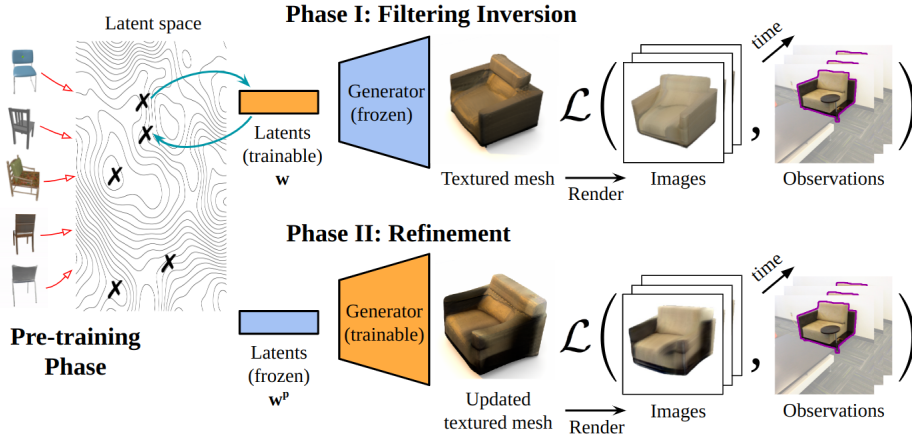 Phase I: Filtering Inversion
Latent space
Generator
(frozen)
Latents
(trainable)
w
Textured mesh
Render
ℒ
(
Images
,
time
Observations
)
Phase II: Refinement
Generator
(trainable)
Latents
(frozen)
wᵖ
Updated
textured mesh
Render
ℒ
(
Images
,
time
Observations
)
Pre-training
Phase